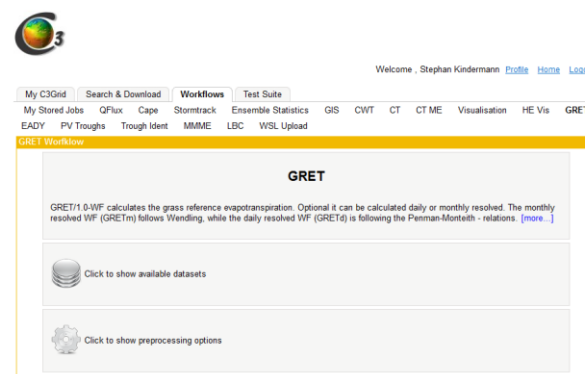 C3
Welcome , Stephan Kindermann Profile Home
My C3Grid Search & Download Workflows Test Suite
My Stored Jobs QFlux Cape Stormtrack Ensemble Statistics GIS CWT CT CT ME Visualisation HE Vis GRET
EADY PV Troughs Trough Ident MMME LBC WSL Upload
GRET Worfklow
GRET
GRET/1.0-WF calculates the grass reference evapotranspiration. Optional it can be calculated daily or monthly resolved. The monthly
resolved WF (GRETm) follows Wendling, while the daily resolved WF (GRETd) is following the Penman-Monteith - relations. [more...]
Click to show available datasets
Click to show preprocessing options